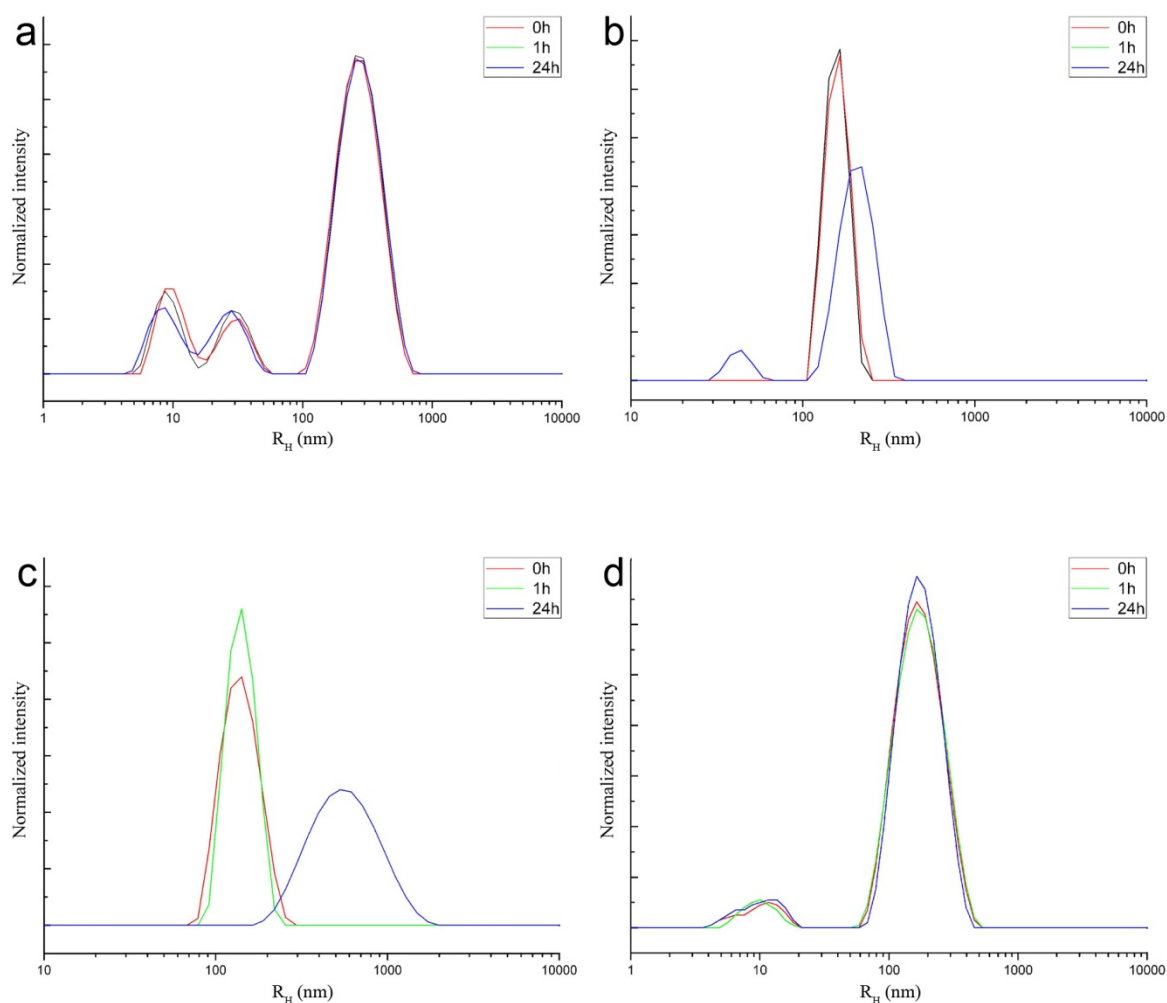 a
0h
1h
24h
Normalized intensity
1 10 100 1000 10000
R_H (nm)
b
0h
1h
24h
Normalized intensity
10 100 1000 10000
R_H (nm)
c
0h
1h
24h
Normalized intensity
10 100 1000 10000
R_H (nm)
d
0h
1h
24h
Normalized intensity
1 10 100 1000 10000
R_H (nm)